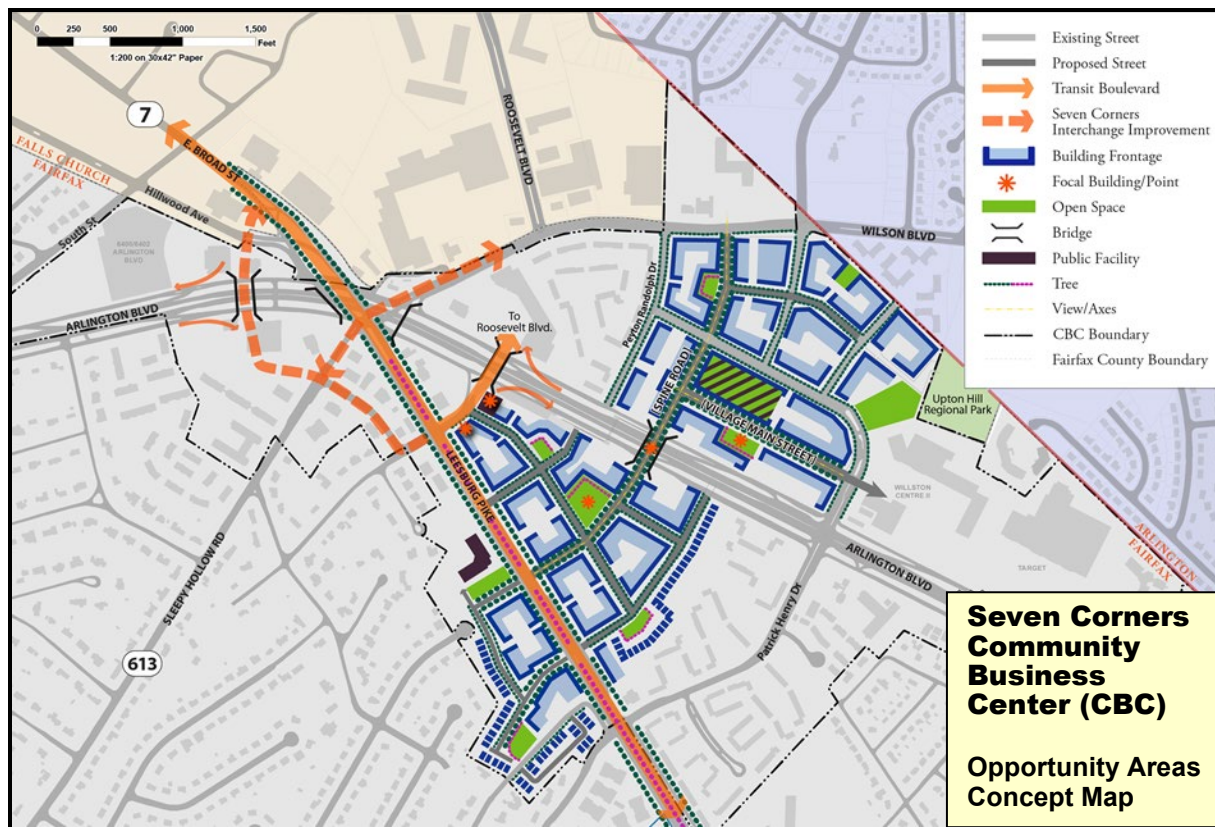 0 250 500 1,000 1,500
Feet
1:200 on 30x42" Paper
7
E. BROAD ST.
FALLS CHURCH
FAIRFAX
Hillwood Ave
South St
6400/6402
ARLINGTON
BLVD
ARLINGTON BLVD
ROOSEVELT BLVD
To
Roosevelt Blvd.
WILSON BLVD
Peyton Randolph Dr
[SPINE ROAD]
[VILLAGE MAIN STREET]
Upton Hill
Regional Park
WILLSTON
CENTRE II
TARGET
ARLINGTON
FAIRFAX
ARLINGTON BLVD
LEESBURG PIKE
SLEEPY HOLLOW RD
613
Patrick Henry Dr
Existing Street
Proposed Street
Transit Boulevard
Seven Corners
Interchange Improvement
Building Frontage
Focal Building/Point
Open Space
Bridge
Public Facility
Tree
View/Axes
CBC Boundary
Fairfax County Boundary
Seven Corners
Community
Business
Center (CBC)
Opportunity Areas
Concept Map